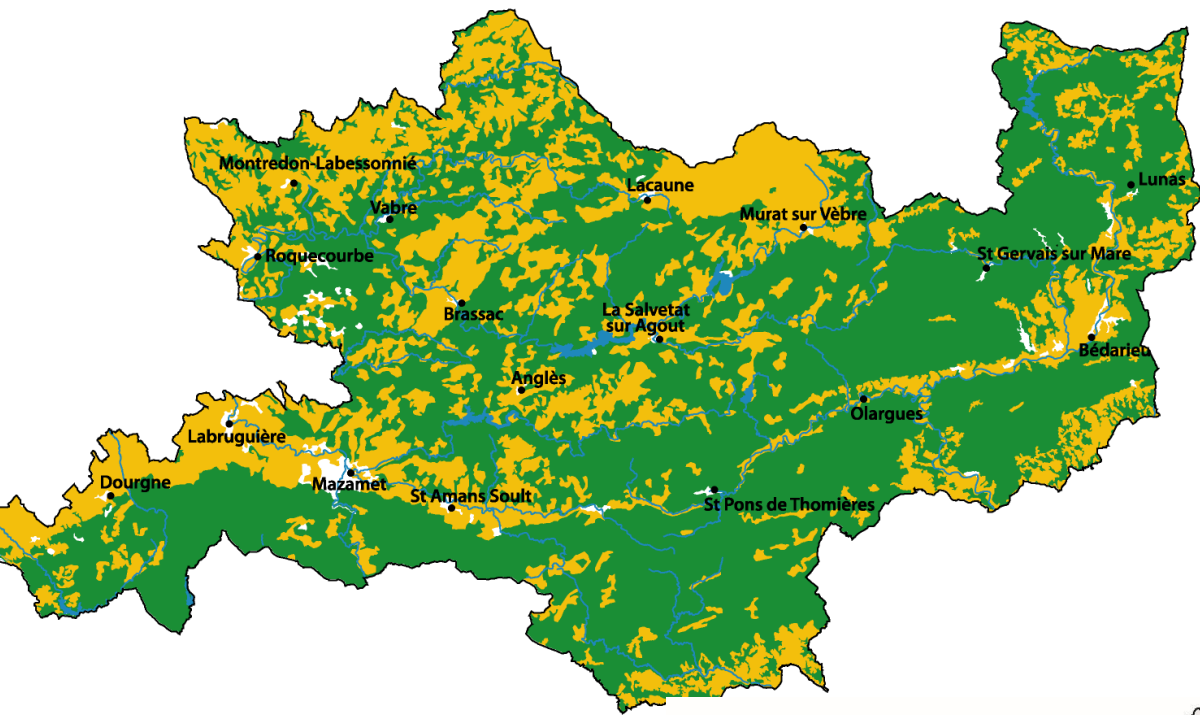 Montredon-Labessonnié
Lacaune
Lunas
Vabre
Murat sur Vèbre
Roquecourbe
St Gervais sur Mare
Brassac
La Salvetat
sur Agout
Bédarieu
Anglès
Olargues
Labruguière
Dourgne
Mazamet
St Amans Soult
St Pons de Thomières